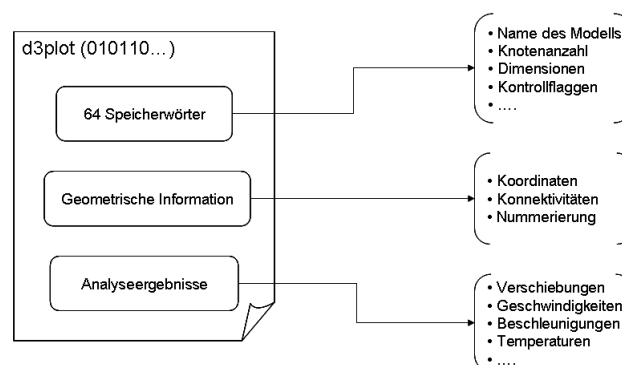 d3plot (010110…)
64 Speicherwörter
Geometrische Information
Analyseergebnisse
• Name des Modells
• Knotenanzahl
• Dimensionen
• Kontrollflaggen
• ….
• Koordinaten
• Konnektivitäten
• Nummerierung
• Verschiebungen
• Geschwindigkeiten
• Beschleunigungen
• Temperaturen
• ….